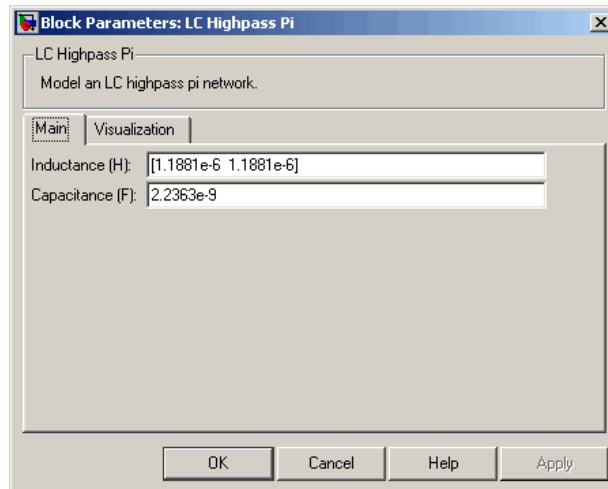 Block Parameters: LC Highpass Pi
LC Highpass Pi
Model an LC highpass pi network.
Main Visualization
Inductance (H): [1.1881e-6 1.1881e-6]
Capacitance (F): 2.2363e-9
OK Cancel Help Apply